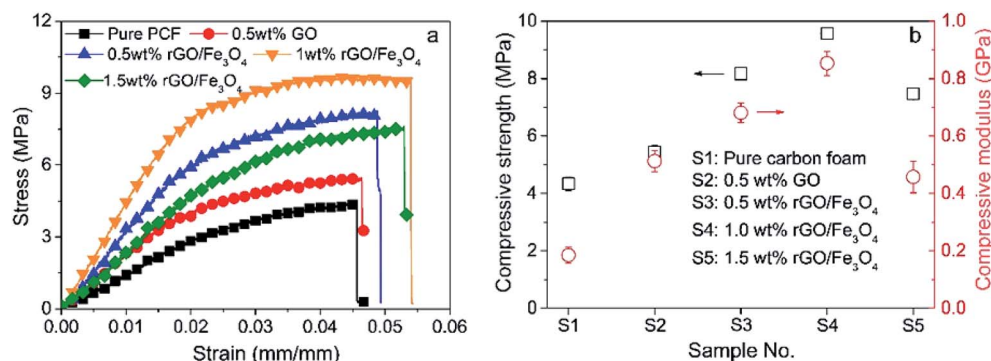 Pure PCF 0.5wt% GO
0.5wt% rGO/Fe₃O₄ 1wt% rGO/Fe₃O₄
1.5wt% rGO/Fe₃O₄
a
Stress (MPa)
12
9
6
3
0
0.00 0.01 0.02 0.03 0.04 0.05 0.06
Strain (mm/mm)
b
Compressive strength (MPa)
10
8
6
4
2
0
S1: Pure carbon foam
S2: 0.5 wt% GO
S3: 0.5 wt% rGO/Fe₃O₄
S4: 1.0 wt% rGO/Fe₃O₄
S5: 1.5 wt% rGO/Fe₃O₄
S1 S2 S3 S4 S5
Sample No.
1.0
0.8
0.6
0.4
0.2
0.0
Compressive modulus (GPa)